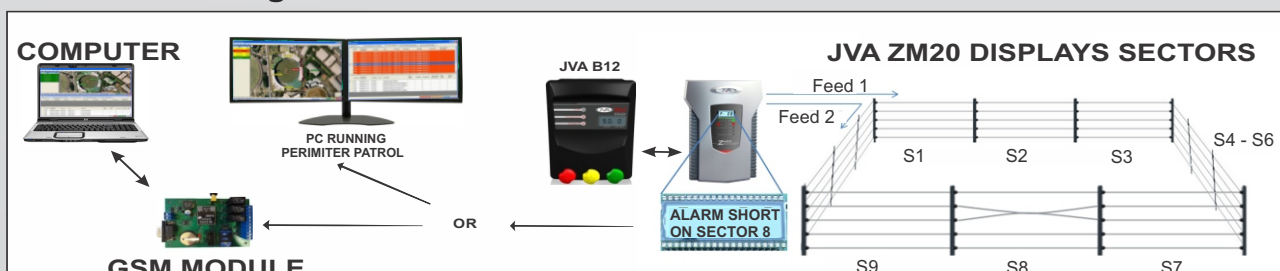 COMPUTER
JVA ZM20 DISPLAYS SECTORS
JVA B12
Feed 1
Feed 2
PC RUNNING
PERIMITER PATROL
S1
S2
S3
S4 - S6
OR
ALARM SHORT
ON SECTOR 8
GSM MODULE
S9
S8
S7